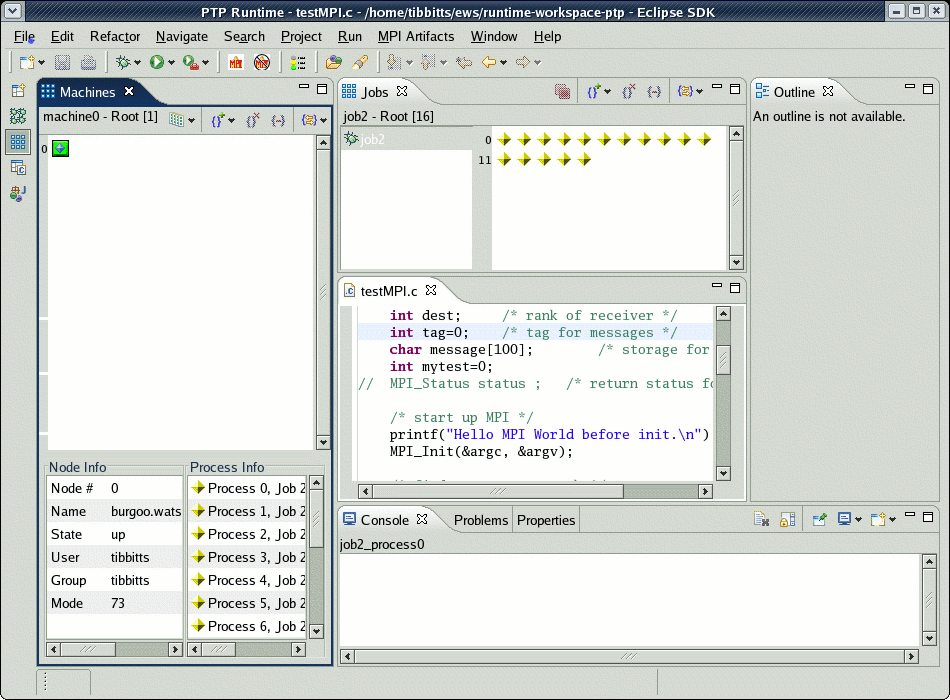 PTP Runtime - testMPI.c - /home/tibbitts/ews/runtime-workspace-ptp - Eclipse SDK
File Edit Refactor Navigate Search Project Run MPI Artifacts Window Help
Machines
machine0 - Root [1]
0
Node Info
Node # 0
Name burgoo.wats
State up
User tibbitts
Group tibbitts
Mode 73
Process Info
Process 0, Job 2
Process 1, Job 2
Process 2, Job 2
Process 3, Job 2
Process 4, Job 2
Process 5, Job 2
Process 6, Job 2
Jobs
job2 - Root [16]
job2
0
11
testMPI.c
int dest; /* rank of receiver */
int tag=0; /* tag for messages */
char message[100]; /* storage for
int mytest=0;
// MPI_Status status ; /* return status fo
/* start up MPI */
printf("Hello MPI World before init.\n")
MPI_Init(&argc, &argv);
Outline
An outline is not available.
Console Problems Properties
job2_process0